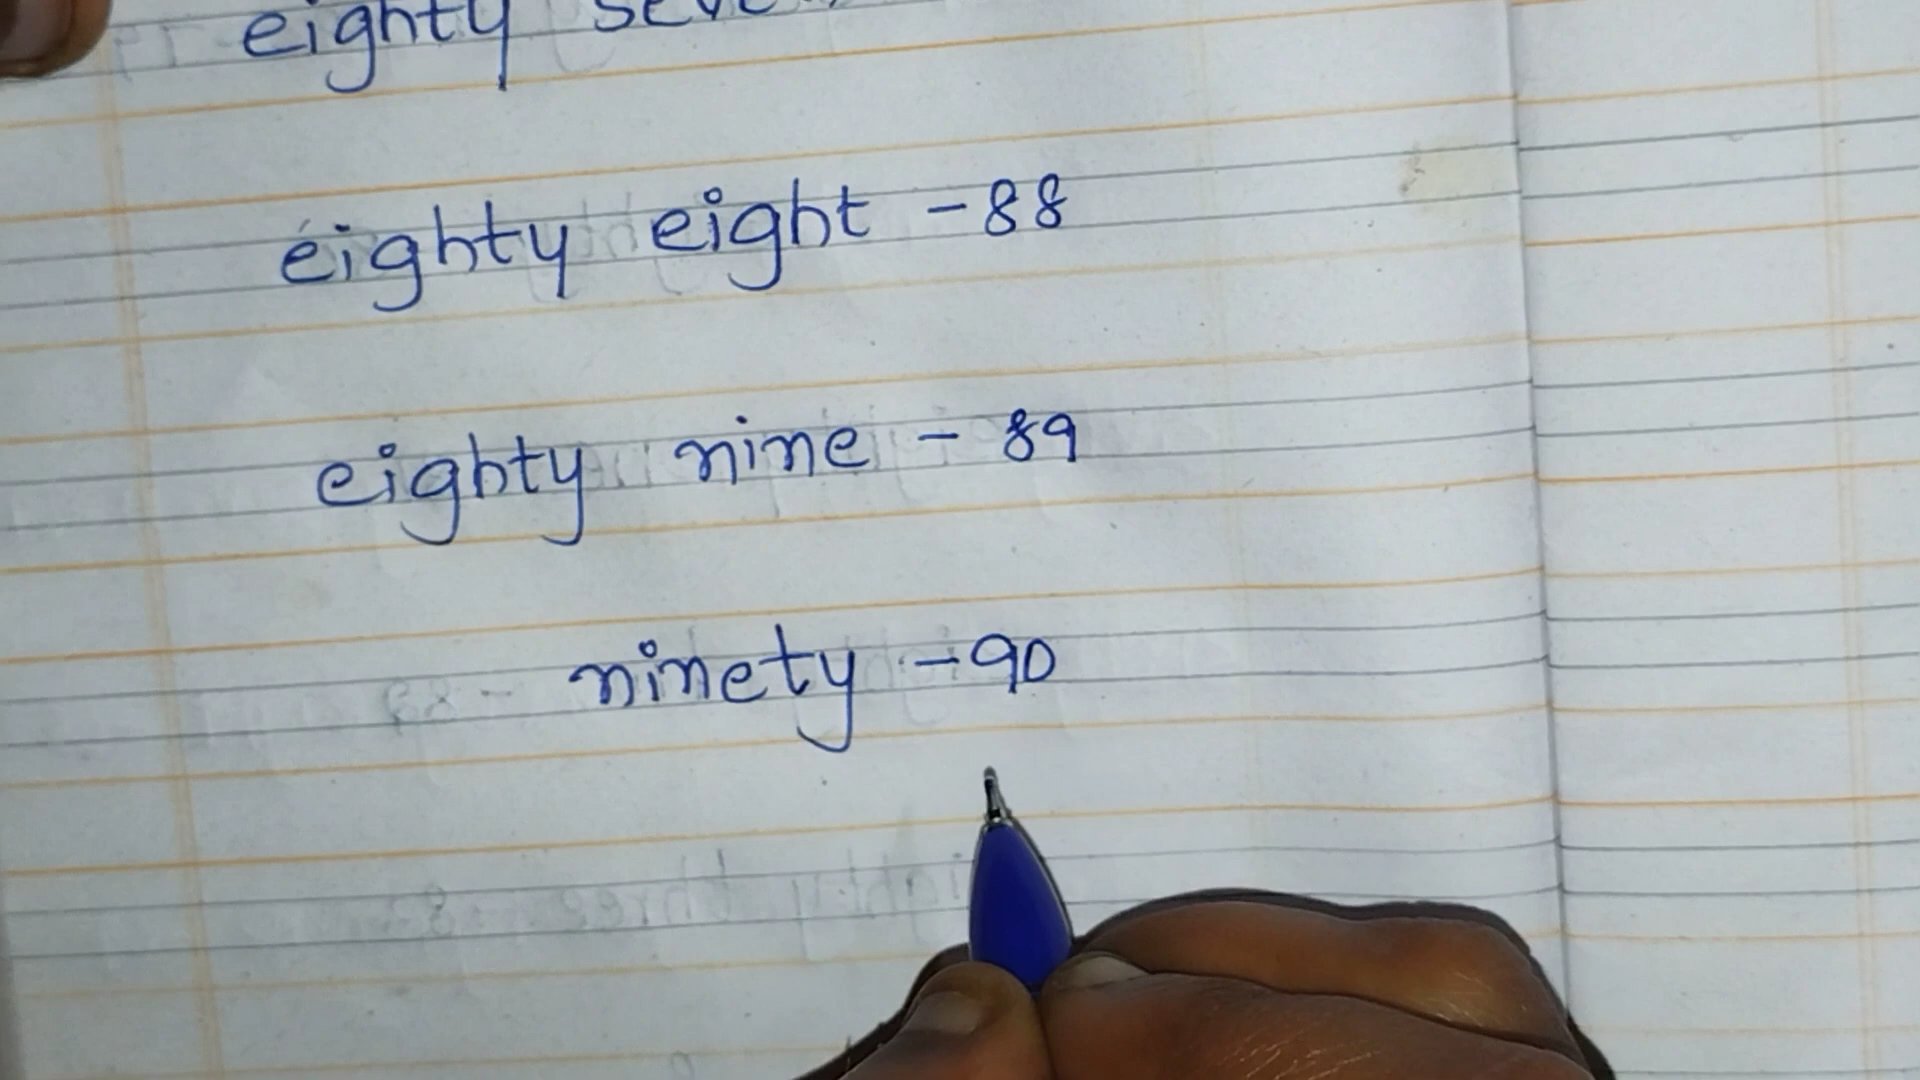 eighty
eighty eight - 88
eighty nine - 89
ninety - 90